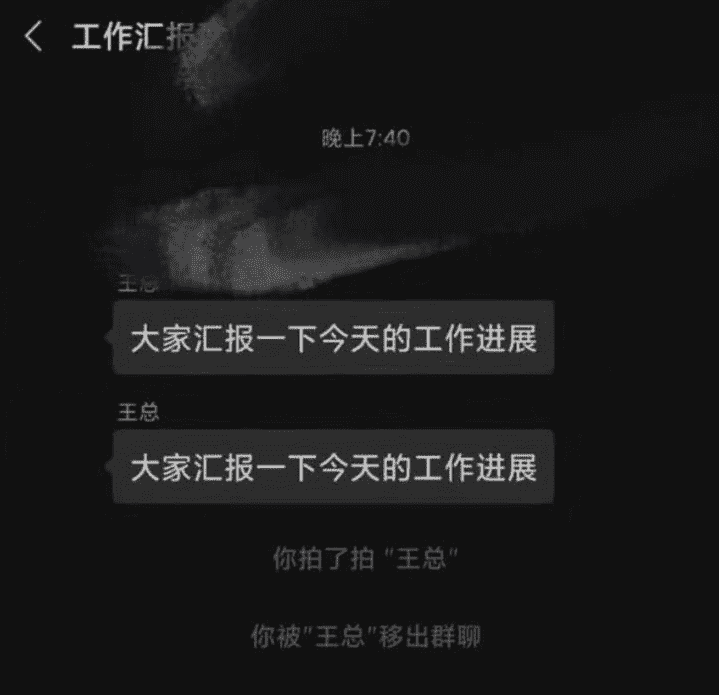 工作汇报
晚上7:40
王总
大家汇报一下今天的工作进展
王总
大家汇报一下今天的工作进展
你拍了拍 "王总"
你被"王总"移出群聊